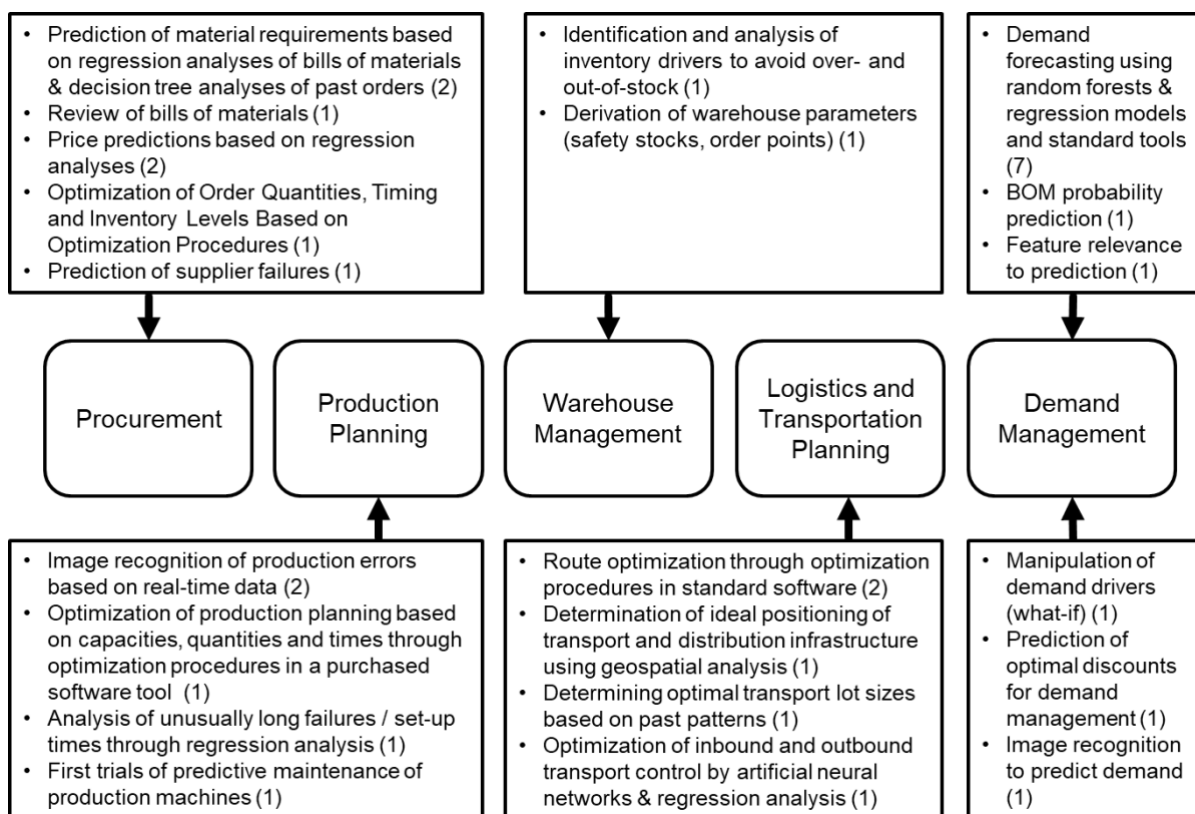 • Prediction of material requirements based
on regression analyses of bills of materials
& decision tree analyses of past orders (2)
• Review of bills of materials (1)
• Price predictions based on regression
analyses (2)
• Optimization of Order Quantities, Timing
and Inventory Levels Based on
Optimization Procedures (1)
• Prediction of supplier failures (1)
• Identification and analysis of
inventory drivers to avoid over- and
out-of-stock (1)
• Derivation of warehouse parameters
(safety stocks, order points) (1)
• Demand
forecasting using
random forests &
regression models
and standard tools
(7)
• BOM probability
prediction (1)
• Feature relevance
to prediction (1)
Procurement
Production
Planning
Warehouse
Management
Logistics and
Transportation
Planning
Demand
Management
• Image recognition of production errors
based on real-time data (2)
• Optimization of production planning based
on capacities, quantities and times through
optimization procedures in a purchased
software tool (1)
• Analysis of unusually long failures / set-up
times through regression analysis (1)
• First trials of predictive maintenance of
production machines (1)
• Route optimization through optimization
procedures in standard software (2)
• Determination of ideal positioning of
transport and distribution infrastructure
using geospatial analysis (1)
• Determining optimal transport lot sizes
based on past patterns (1)
• Optimization of inbound and outbound
transport control by artificial neural
networks & regression analysis (1)
• Manipulation of
demand drivers
(what-if) (1)
• Prediction of
optimal discounts
for demand
management (1)
• Image recognition
to predict demand
(1)